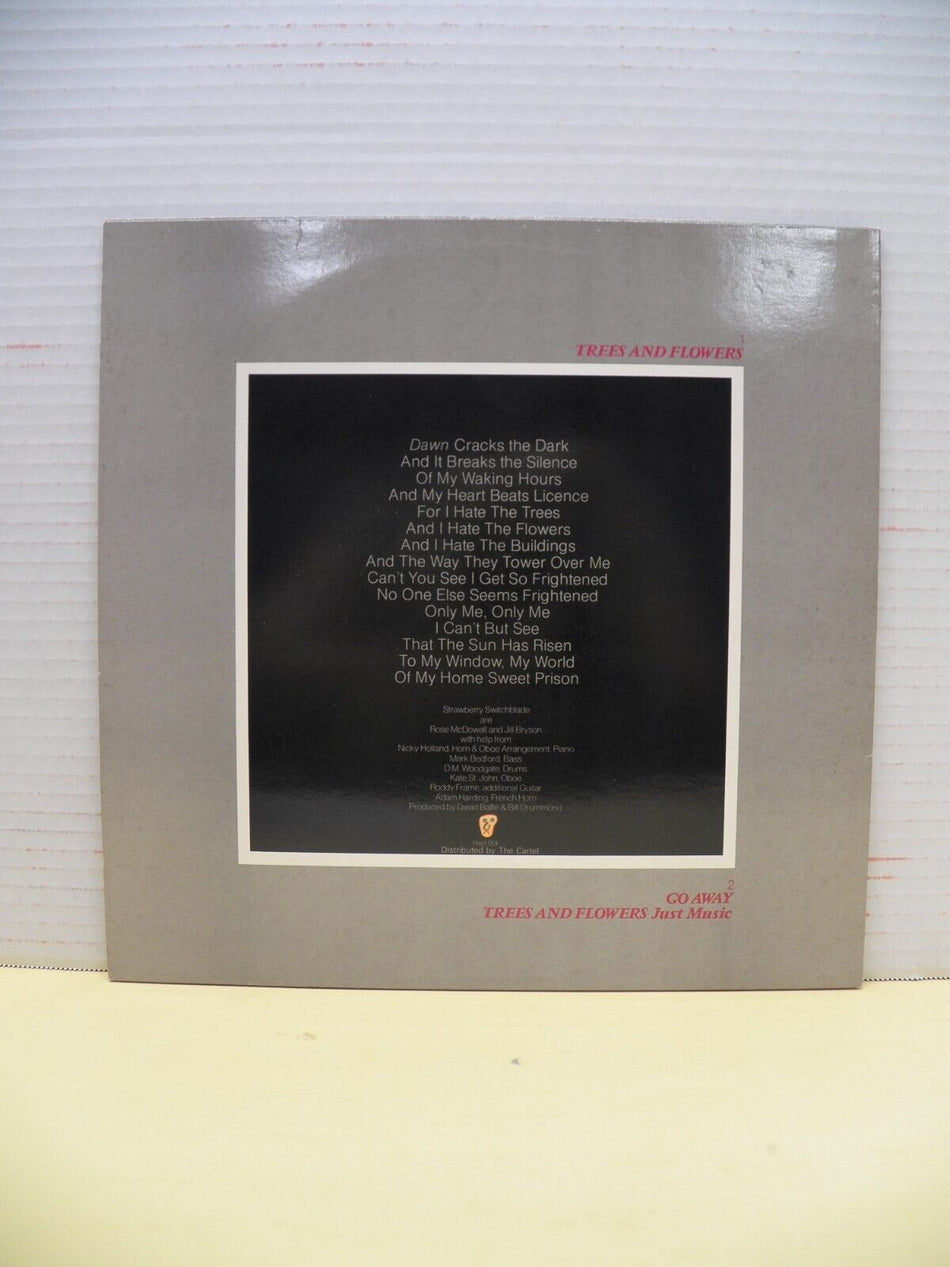 1
TREES AND FLOWERS
Dawn Cracks the Dark
And It Breaks the Silence
Of My Waking Hours
And My Heart Beats Licence
For I Hate The Trees
And I Hate The Flowers
And I Hate The Buildings
And The Way They Tower Over Me
Can't You See I Get So Frightened
No One Else Seems Frightened
Only Me, Only Me
I Can't But See
That The Sun Has Risen
To My Window, My World
Of My Home Sweet Prison
Strawberry Switchblade
are
Rose McDowall and Jill Bryson
with help from
Nicky Holland, Horn & Oboe Arrangement, Piano
Mark Bedford, Bass
D.M. Woodgate, Drums
Kate St. John, Oboe
Roddy Frame, additional Guitar
Adam Harding, French Horn
Produced by David Balfe & Bill Drummond
Distributed by The Cartel
2
GO AWAY
TREES AND FLOWERS Just Music